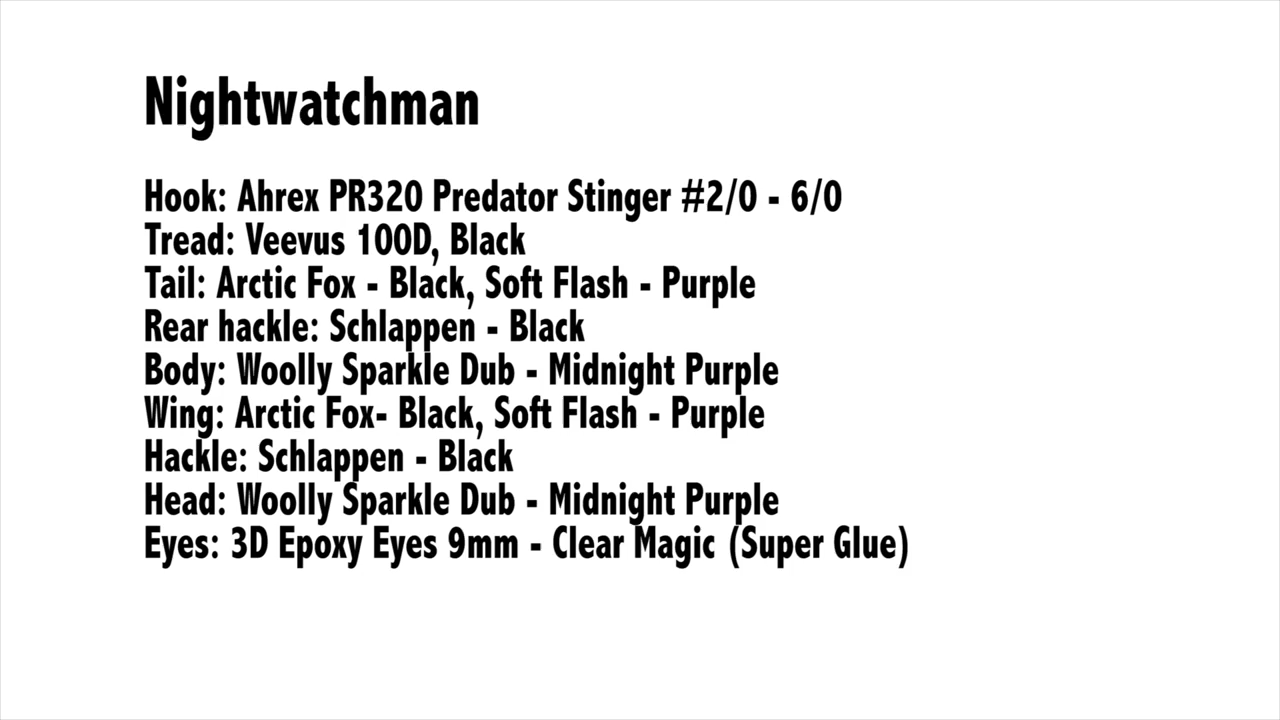 Nightwatchman
Hook: Ahrex PR320 Predator Stinger #2/0 - 6/0
Tread: Veevus 100D, Black
Tail: Arctic Fox - Black, Soft Flash - Purple
Rear hackle: Schlappen - Black
Body: Woolly Sparkle Dub - Midnight Purple
Wing: Arctic Fox- Black, Soft Flash - Purple
Hackle: Schlappen - Black
Head: Woolly Sparkle Dub - Midnight Purple
Eyes: 3D Epoxy Eyes 9mm - Clear Magic (Super Glue)